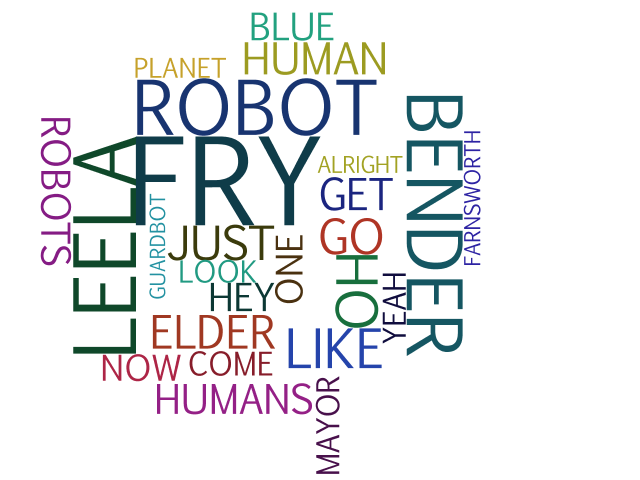 BLUE
HUMAN
PLANET
ROBOT
FRY
ROBOTS
LEELA
BENDER
FARNSWORTH
ALRIGHT
GET
GUARDBOT
JUST
GO
LOOK
ONE
OH
HEY
YEAH
ELDER
LIKE
NOW
COME
HUMANS
MAYOR